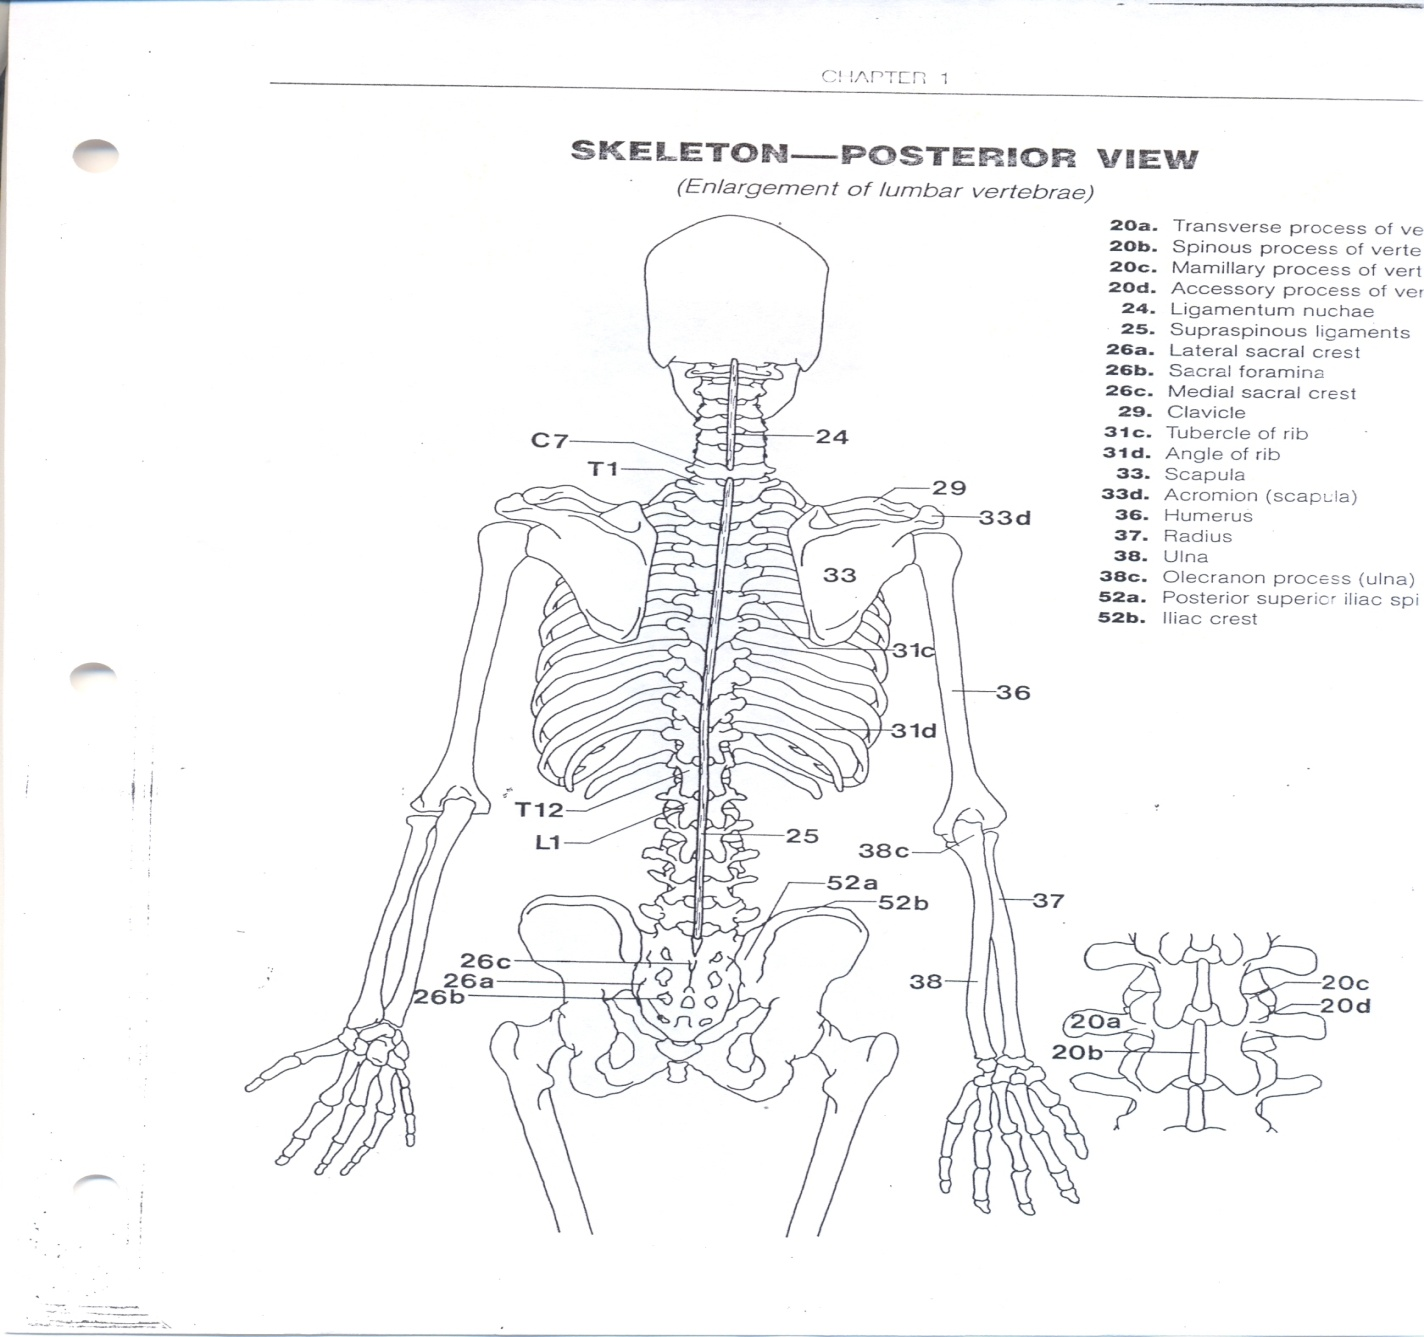 CHAPTER 1
SKELETON—POSTERIOR VIEW
(Enlargement of lumbar vertebrae)
20a. Transverse process of
20b. Spinous process of
20c. Mamillary process of
20d. Accessory process of
24. Ligamentum nuchae
25. Supraspinous ligaments
26a. Lateral sacral crest
26b. Sacral foramina
26c. Medial sacral crest
29. Clavicle
31c. Tubercle of rib
31d. Angle of rib
33. Scapula
33d. Acromion (scapula)
36. Humerus
37. Radius
38. Ulna
38c. Olecranon process (ulna)
52a. Posterior superior iliac
52b. Iliac crest
C7
24
T1
29
33d
33
31c
36
31d
T12
L1
25
38c
52a
52b
37
26c
26a
26b
38
20c
20d
20a
20b